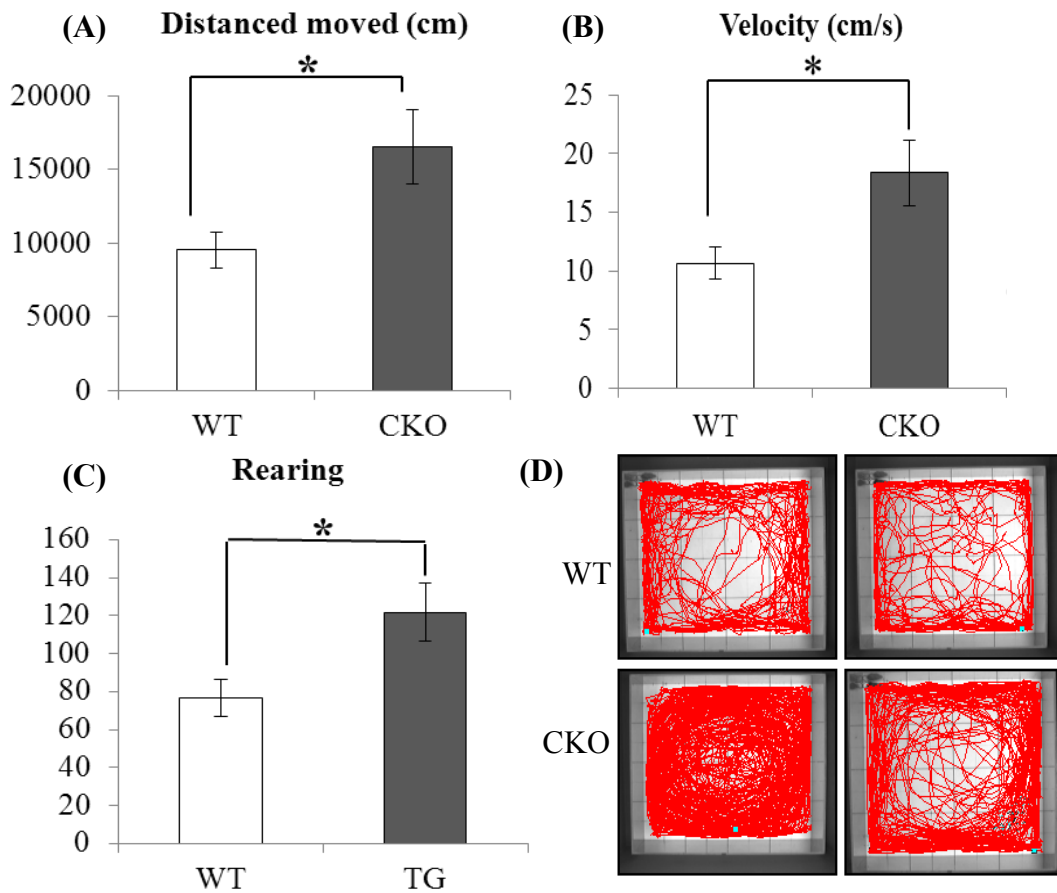 (A) Distanced moved (cm)
*
20000
15000
10000
5000
0
WT CKO
(B) Velocity (cm/s)
*
25
20
15
10
5
0
WT CKO
(C) Rearing
*
160
140
120
100
80
60
40
20
0
WT TG
(D)
WT
CKO